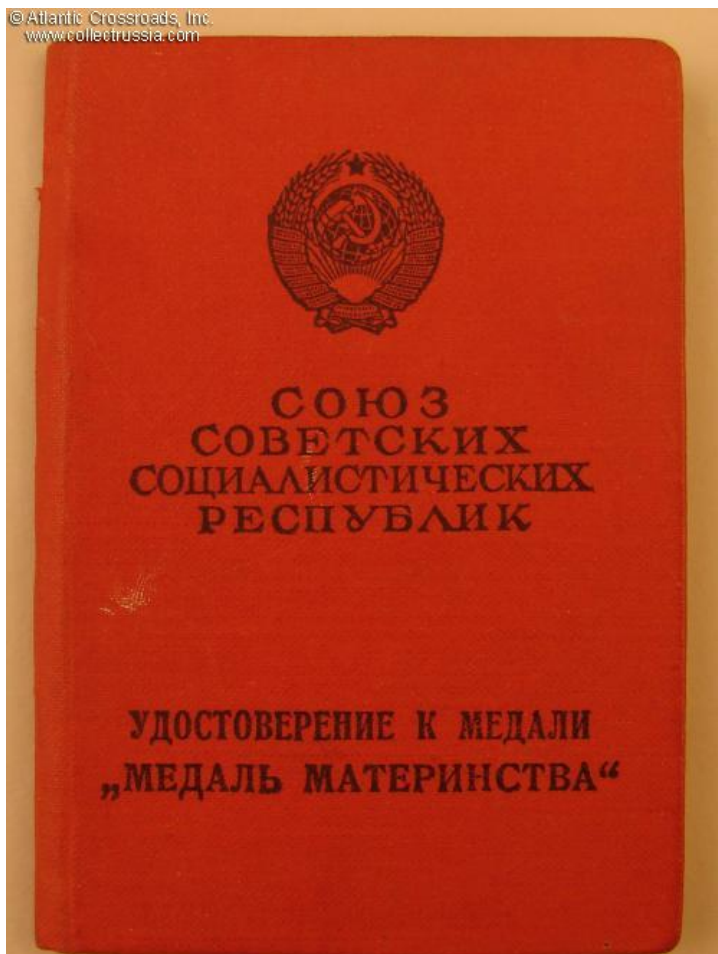 © Atlantic Crossroads, Inc.
www.collectrussia.com
СОЮЗ
СОВЕТСКИХ
СОЦИАЛИСТИЧЕСКИХ
РЕСПУБЛИК
УДОСТОВЕРЕНИЕ К МЕДАЛИ
„МЕДАЛЬ МАТЕРИНСТВА“